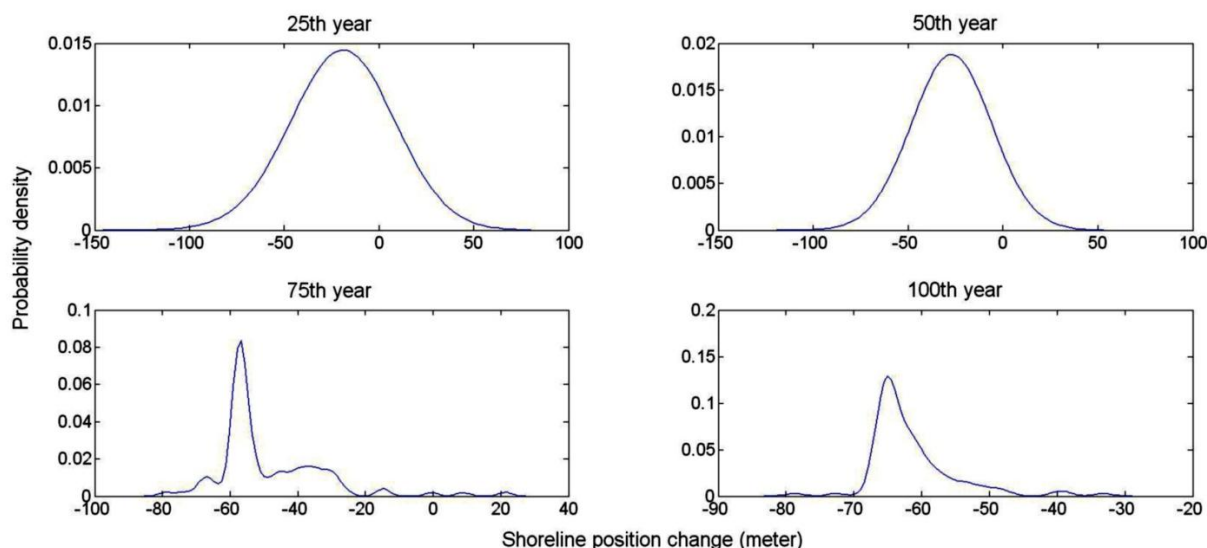 25th year
0.015
0.01
0.005
0
-150 -100 -50 0 50 100
50th year
0.02
0.015
0.01
0.005
0
-150 -100 -50 0 50 100
Probability density
75th year
0.1
0.08
0.06
0.04
0.02
0
-100 -80 -60 -40 -20 0 20 40
100th year
0.2
0.15
0.1
0.05
0
-90 -80 -70 -60 -50 -40 -30 -20
Shoreline position change (meter)